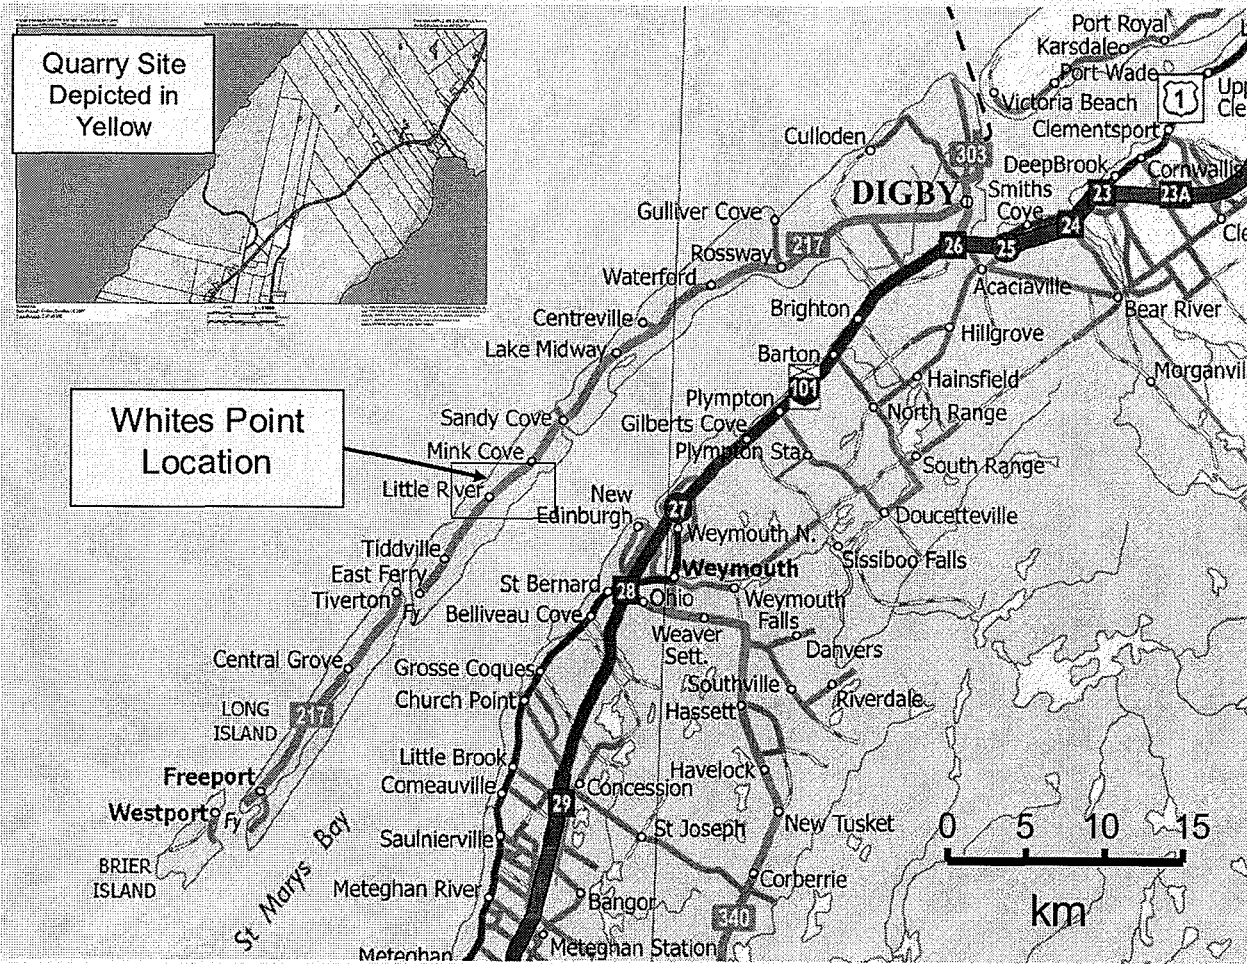 Quarry Site
Depicted in
Yellow
Port Royal
Karsdale
Port Wade
1
Victoria Beach
Clementsport
Culloden
303
DeepBrook
Cornwallis
DIGBY
Smiths
Cove
23
23A
Gulliver Cove
24
217
26
25
Rossway
Waterford
Acaciaville
Bear River
Brighton
Centreville
Hillgrove
Lake Midway
Barton
101
Hainsfield
Plympton
North Range
Whites Point
Location
Sandy Cove
Gilberts Cove
Mink Cove
Plympton Sta
South Range
Little River
New
Edinburgh
27
Doucetteville
Weymouth N.
Tiddville
Sissiboo Falls
East Ferry
Weymouth
Tiverton
Fy
St Bernard
28
Ohio
Weymouth
Falls
Belliveau Cove
Weaver
Sett.
Danvers
Central Grove
Grosse Coques
Southville
Riverdale
Church Point
Hassett
LONG
ISLAND
217
Little Brook
Freeport
Comeauville
Concession
Havelock
29
Westport
Fy
Saulnierville
St Joseph
New Tusket
0 5 10 15
km
BRIER
ISLAND
St Marys Bay
Meteghan River
Bangor
Corberrie
340
Meteghan
Meteghan Station